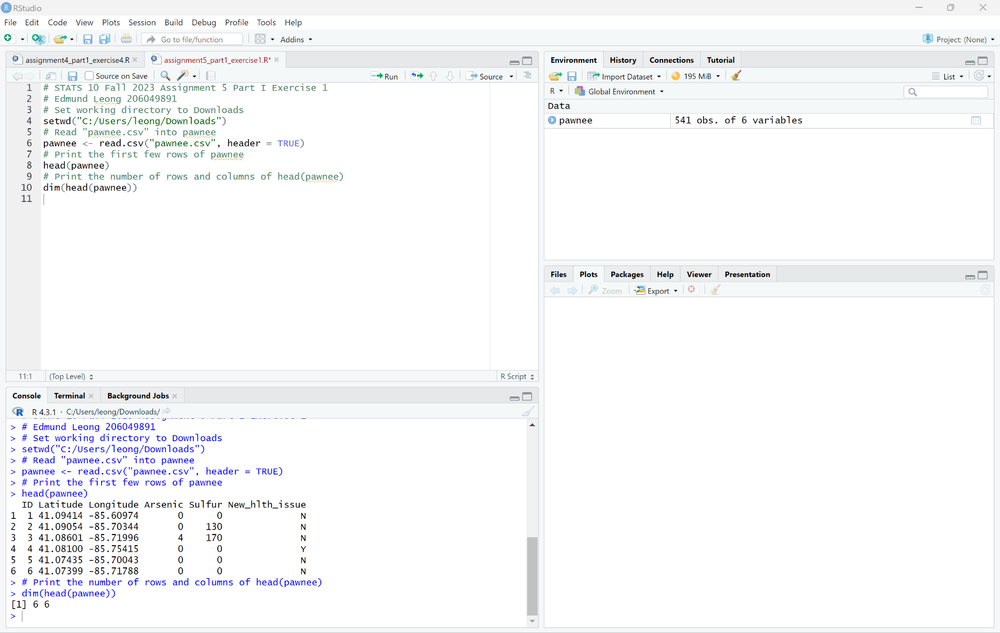 RStudio
File Edit Code View Plots Session Build Debug Profile Tools Help
Go to file/function Addins Project: (None)
assignment4_part1_exercise4.R assignment5_part1_exercise1.R*
Source on Save Run Source
1 # STATS 10 Fall 2023 Assignment 5 Part I Exercise 1
2 # Edmund Leong 206049891
3 # Set working directory to Downloads
4 setwd("C:/Users/leong/Downloads")
5 # Read "pawnee.csv" into pawnee
6 pawnee <- read.csv("pawnee.csv", header = TRUE)
7 # Print the first few rows of pawnee
8 head(pawnee)
9 # Print the number of rows and columns of head(pawnee)
10 dim(head(pawnee))
11
11:1 (Top Level) R Script
Console Terminal Background Jobs
R 4.3.1 · C:/Users/leong/Downloads/
> # Edmund Leong 206049891
> # Set working directory to Downloads
> setwd("C:/Users/leong/Downloads")
> # Read "pawnee.csv" into pawnee
> pawnee <- read.csv("pawnee.csv", header = TRUE)
> # Print the first few rows of pawnee
> head(pawnee)
ID Latitude Longitude Arsenic Sulfur New_hlth_issue
1 1 41.09414 -85.60974 0 0 N
2 2 41.09054 -85.70344 0 130 N
3 3 41.08601 -85.71996 4 170 N
4 4 41.08100 -85.75415 0 0 Y
5 5 41.07435 -85.70043 0 0 N
6 6 41.07399 -85.71788 0 0 N
> # Print the number of rows and columns of head(pawnee)
> dim(head(pawnee))
[1] 6 6
>
Environment History Connections Tutorial
Import Dataset 195 MiB List
R Global Environment
Data
pawnee 541 obs. of 6 variables
Files Plots Packages Help Viewer Presentation
Zoom Export